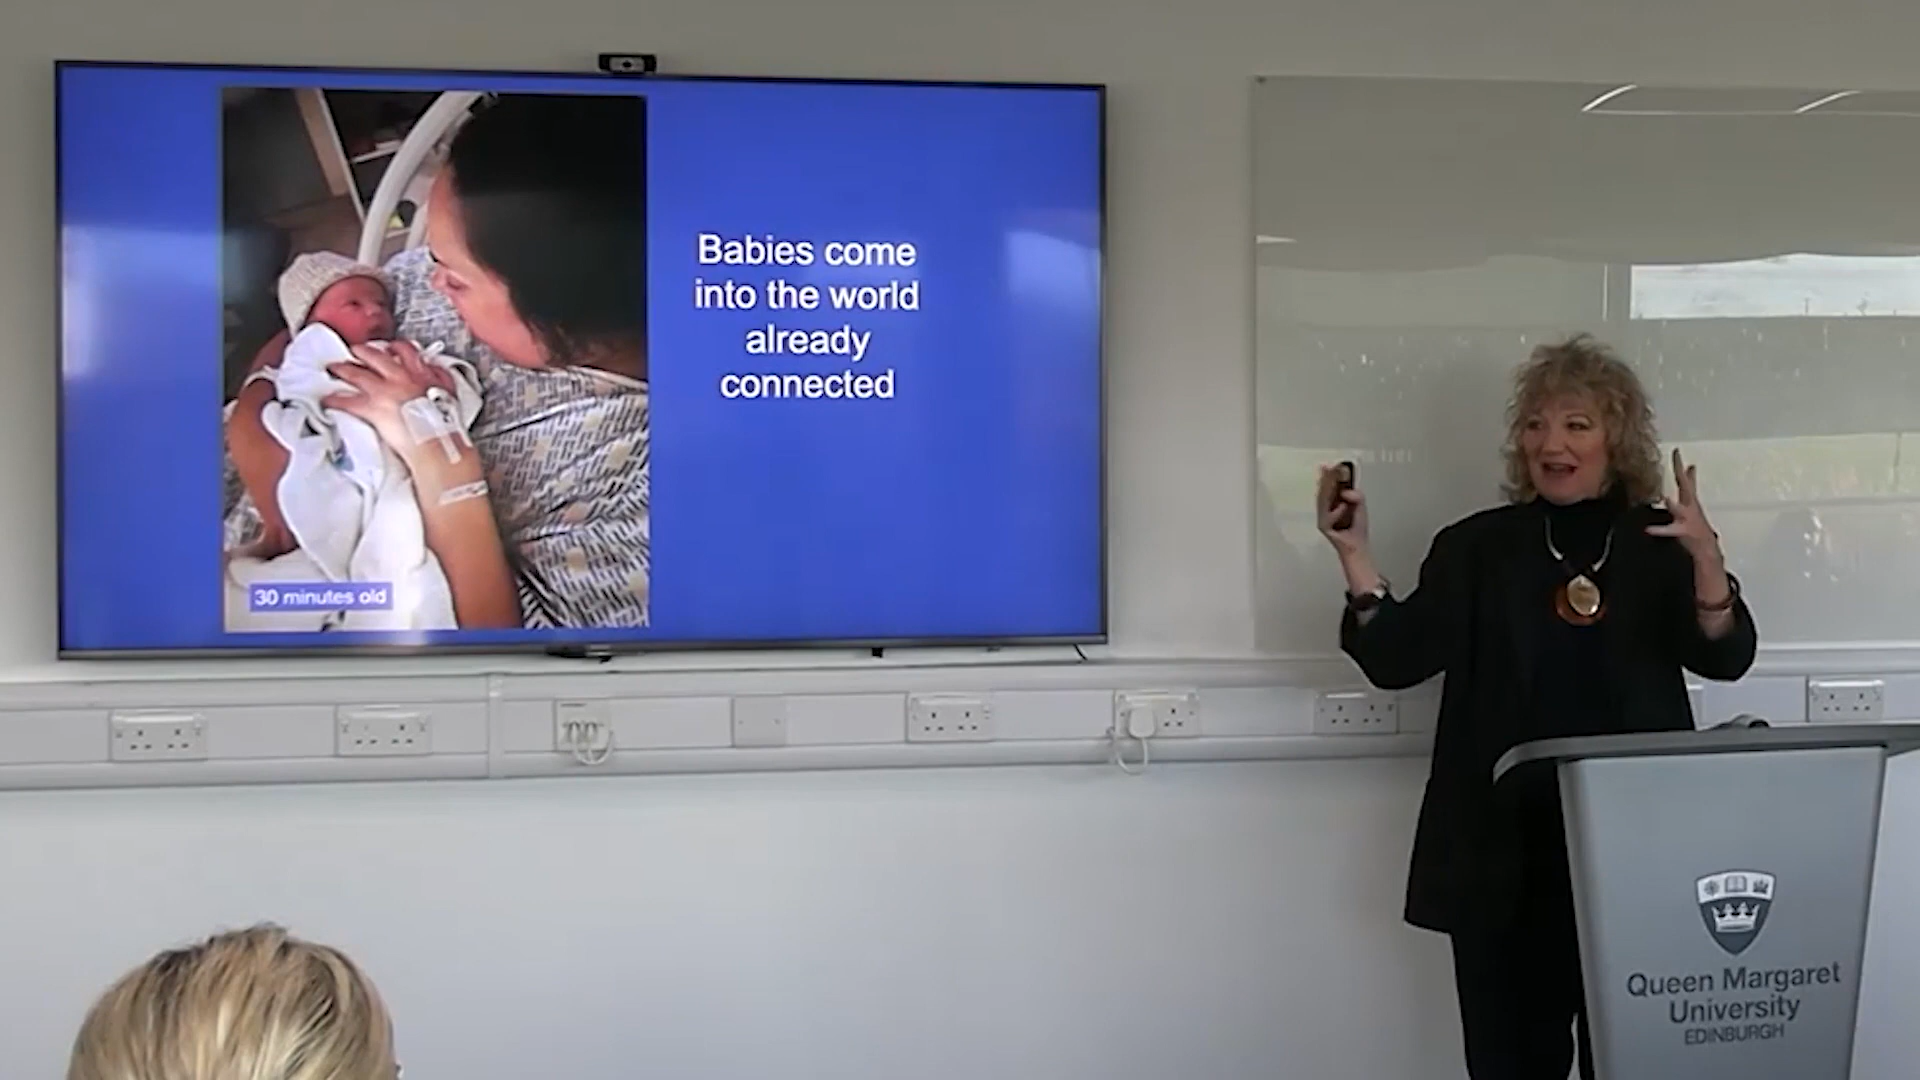 Babies come
into the world
already
connected
30 minutes old
Queen Margaret
University
EDINBURGH